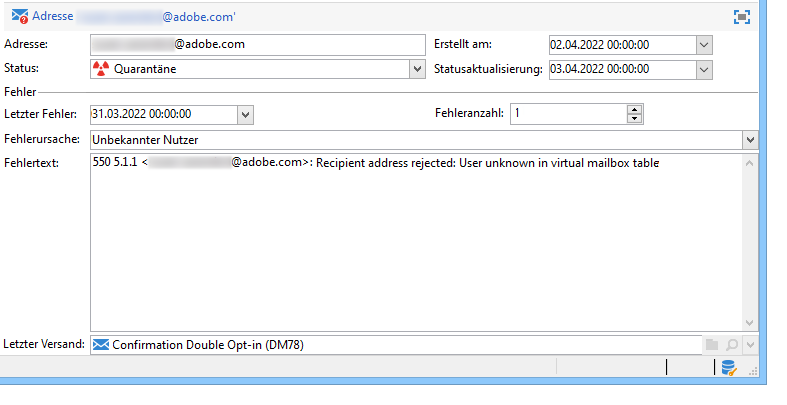 Adresse @adobe.com'
Adresse: @adobe.com Erstellt am: 02.04.2022 00:00:00
Status: Quarantäne Statusaktualisierung: 03.04.2022 00:00:00
Fehler
Letzter Fehler: 31.03.2022 00:00:00 Fehleranzahl: 1
Fehlerursache: Unbekannter Nutzer
Fehlertext: 550 5.1.1 < @adobe.com>: Recipient address rejected: User unknown in virtual mailbox table
Letzter Versand: Confirmation Double Opt-in (DM78)